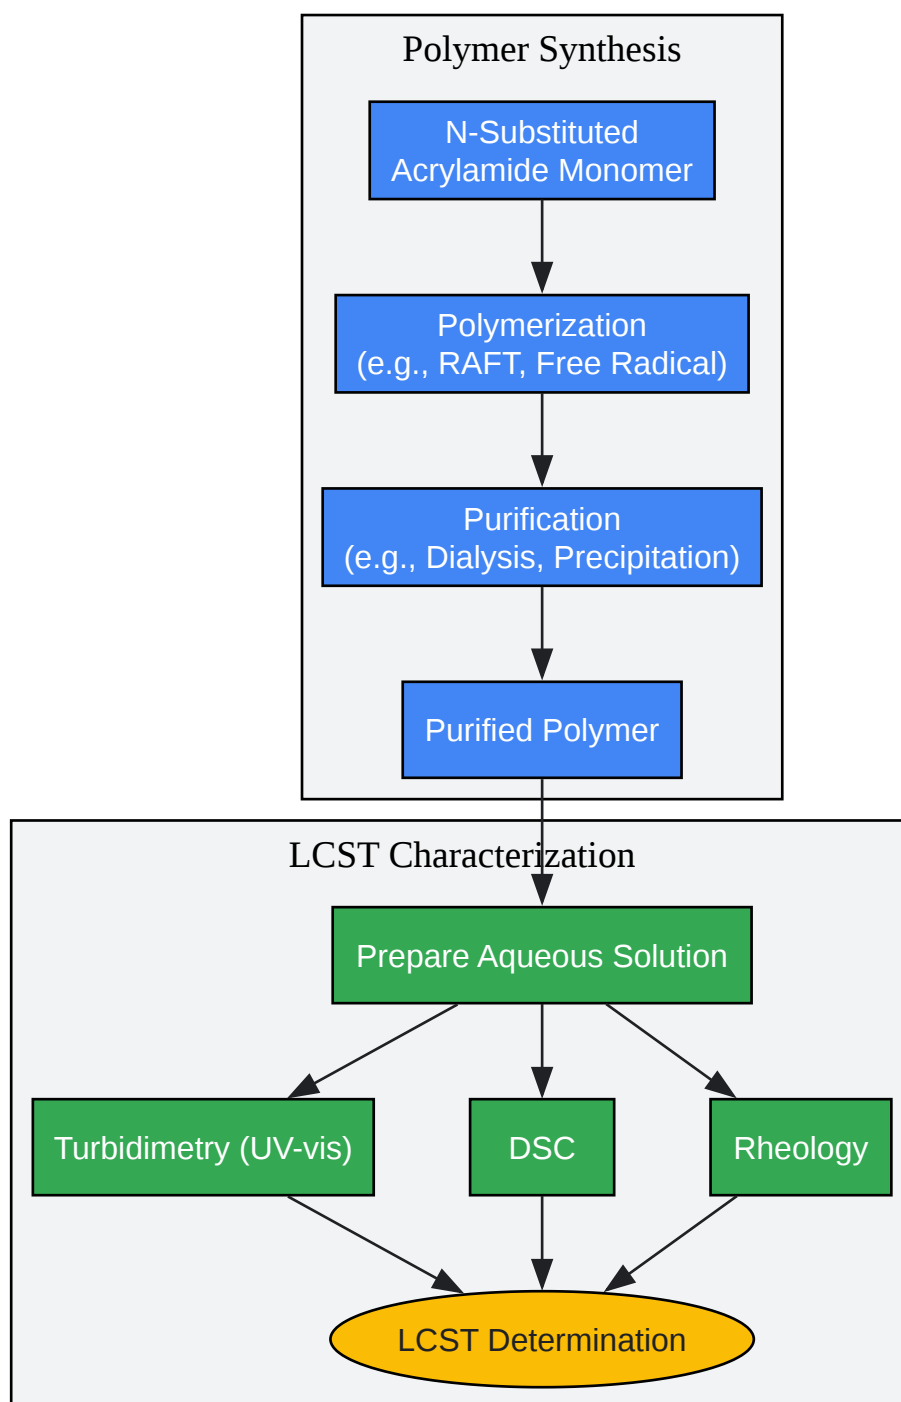 Polymer Synthesis
N-Substituted
Acrylamide Monomer
Polymerization
(e.g., RAFT, Free Radical)
Purification
(e.g., Dialysis, Precipitation)
Purified Polymer
LCST Characterization
Prepare Aqueous Solution
Turbidimetry (UV-vis)
DSC
Rheology
LCST Determination